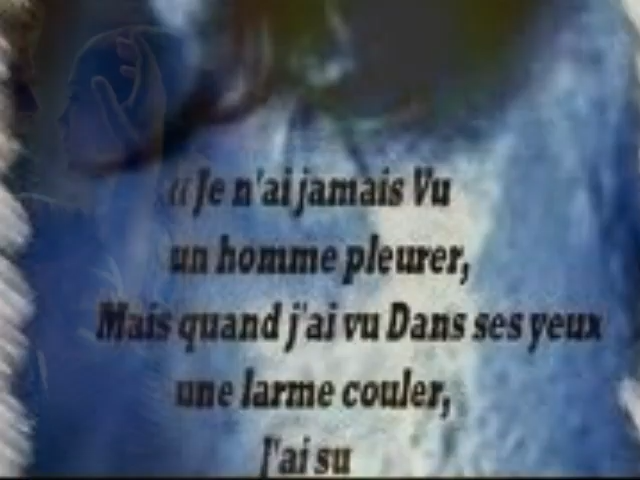 « Je n'ai jamais Vu
un homme pleurer,
Mais quand j'ai vu Dans ses yeux
une larme couler,
J'ai su